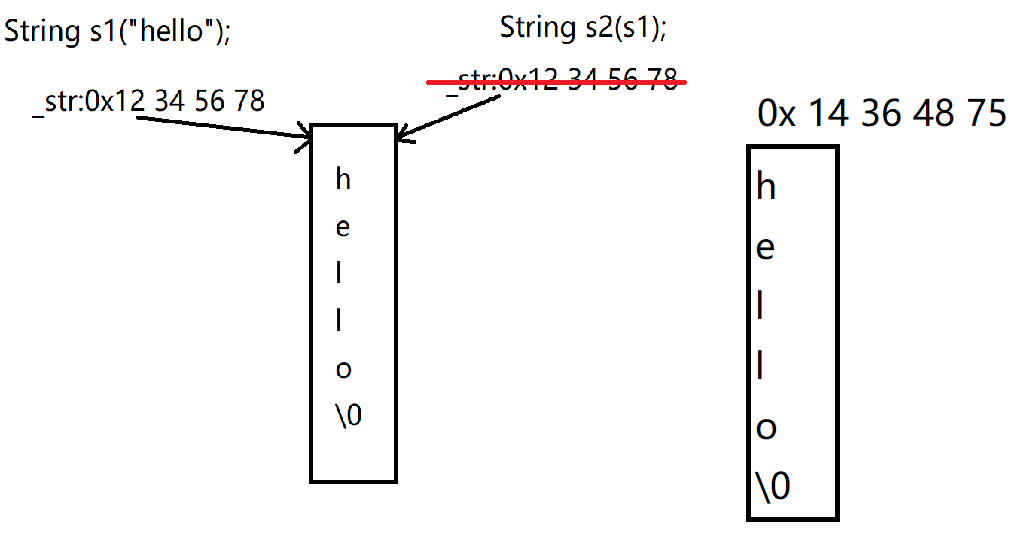 String s1("hello");
String s2(s1);
_str:0x12 34 56 78
_str:0x12 34 56 78
0x 14 36 48 75
h
e
l
l
o
\0
h
e
l
l
o
\0